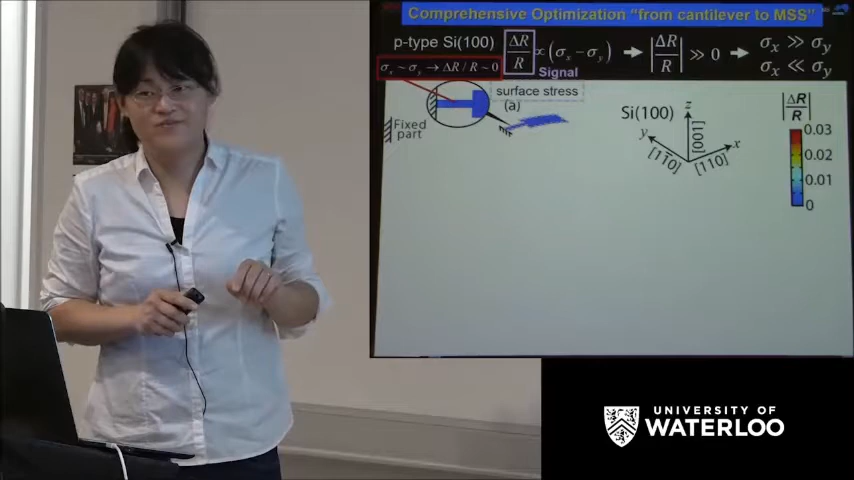 Comprehensive Optimization "from cantilever to MSS"
p-type Si(100)
ΔR/R ∝ (σx − σy) → |ΔR/R| ≫ 0 → σx ≫ σy
σx ≪ σy
σx ~ σy → ΔR / R ~ 0
Signal
surface stress
(a)
Fixed
part
Si(100)
z
y
x
[001]
[11̄0]
[110]
|ΔR/R|
0.03
0.02
0.01
0
UNIVERSITY OF
WATERLOO